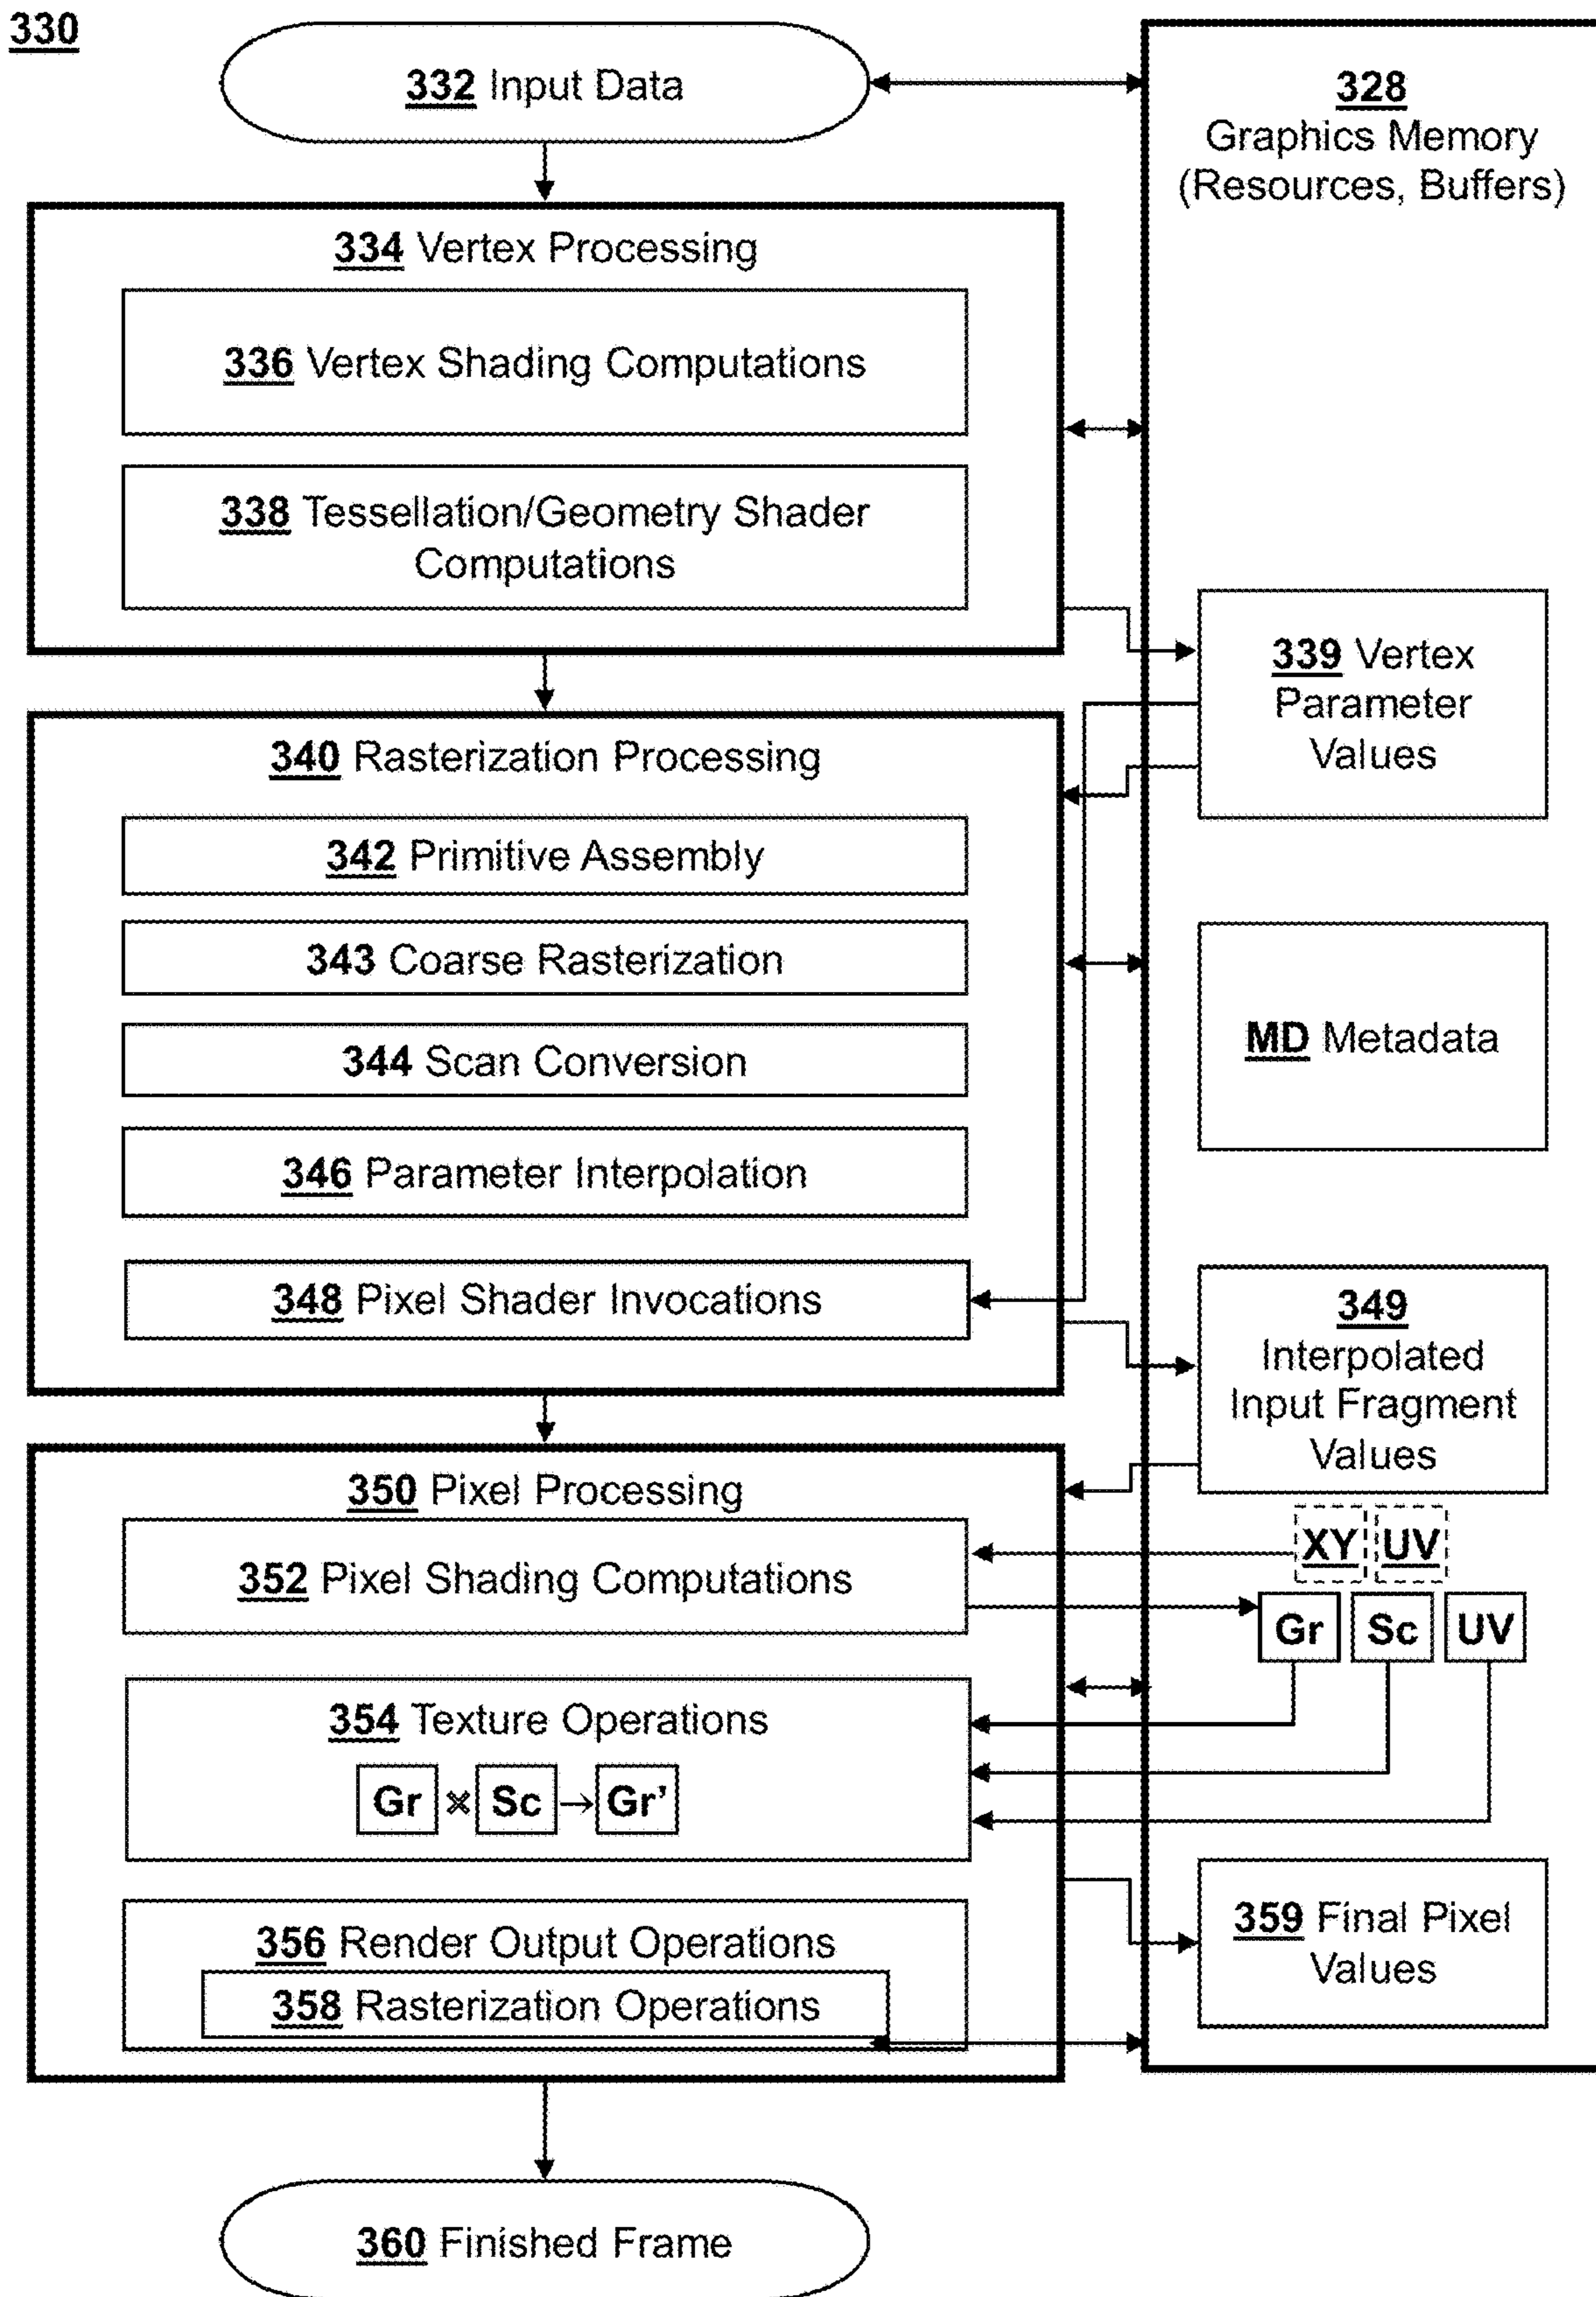 330
332 Input Data
328
Graphics Memory
(Resources, Buffers)
334 Vertex Processing
336 Vertex Shading Computations
338 Tessellation/Geometry Shader
Computations
339 Vertex
Parameter
Values
340 Rasterization Processing
342 Primitive Assembly
343 Coarse Rasterization
344 Scan Conversion
346 Parameter Interpolation
348 Pixel Shader Invocations
MD Metadata
349
Interpolated
Input Fragment
Values
350 Pixel Processing
352 Pixel Shading Computations
XY UV
Gr Sc UV
354 Texture Operations
Gr × Sc → Gr’
356 Render Output Operations
358 Rasterization Operations
359 Final Pixel
Values
360 Finished Frame